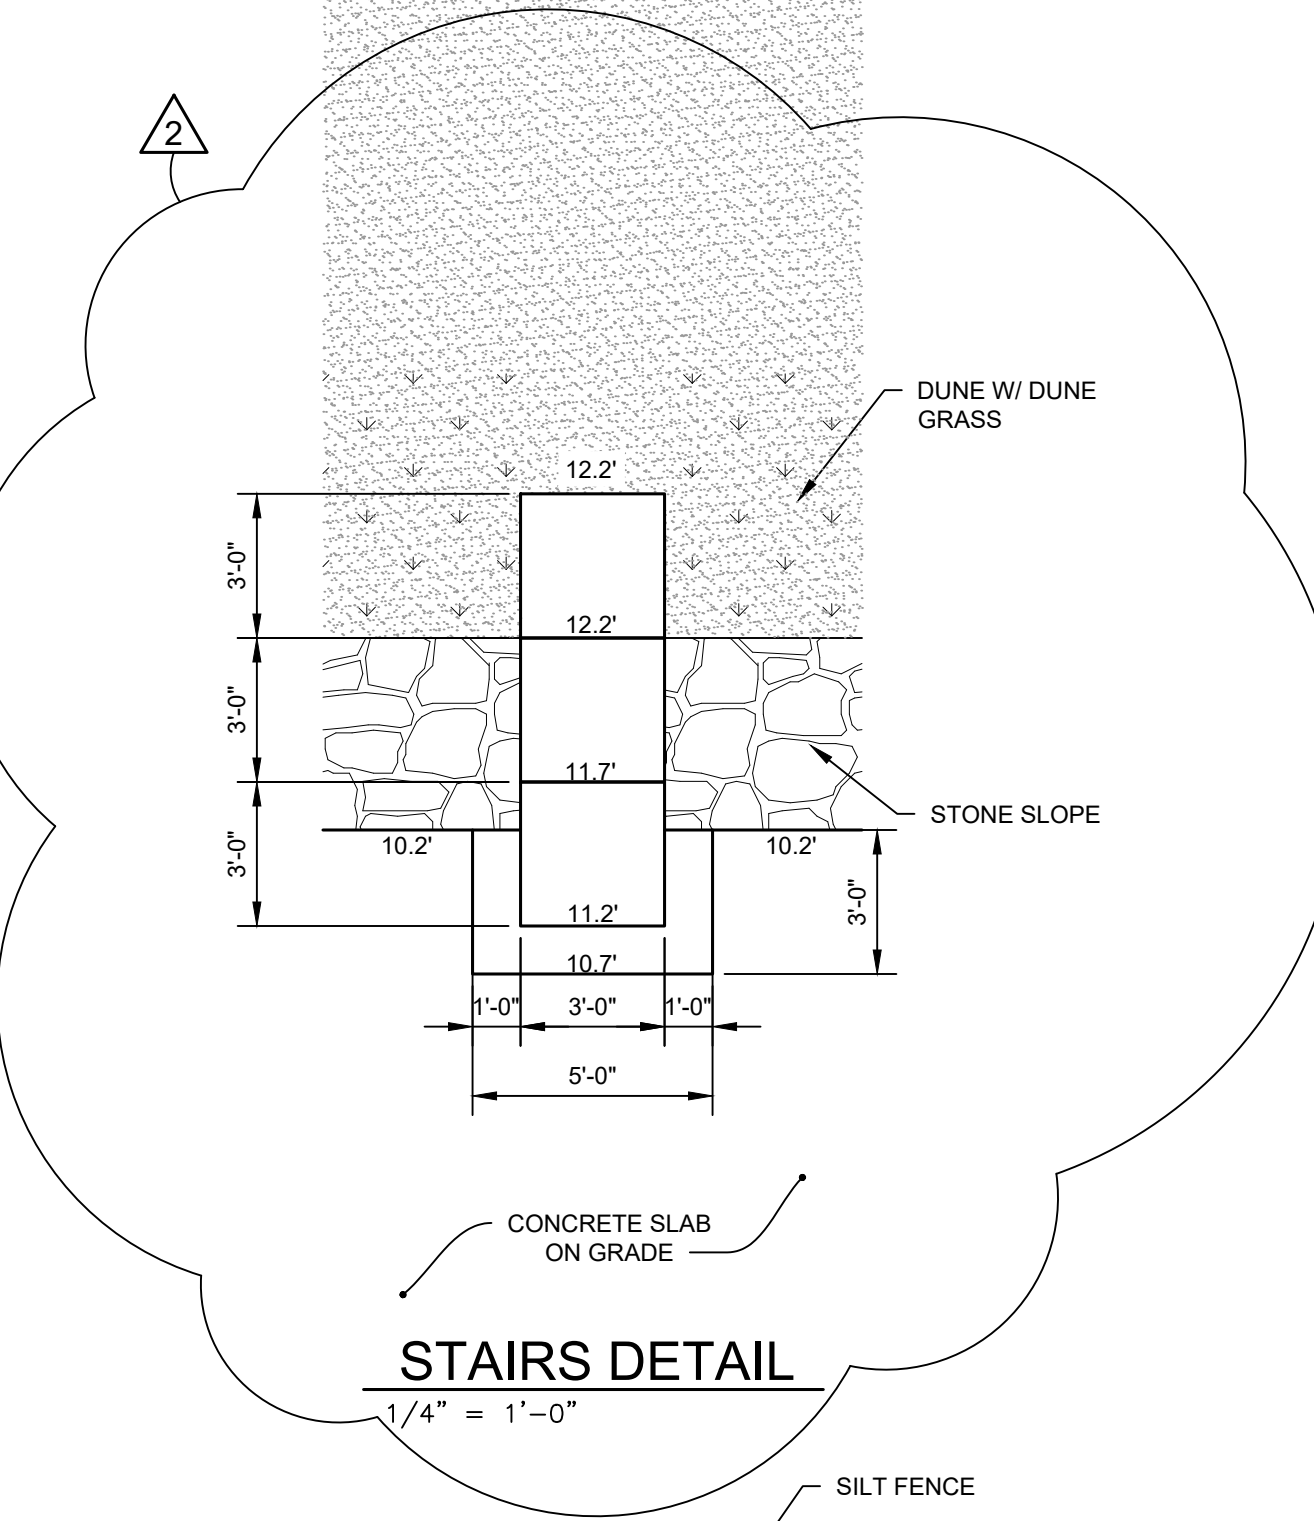 2
DUNE W/ DUNE
GRASS
12.2'
3'-0"
12.2'
3'-0"
11.7'
STONE SLOPE
10.2'
10.2'
3'-0"
3'-0"
11.2'
10.7'
1'-0"
3'-0"
1'-0"
5'-0"
CONCRETE SLAB
ON GRADE
STAIRS DETAIL
1/4” = 1’-0”
SILT FENCE